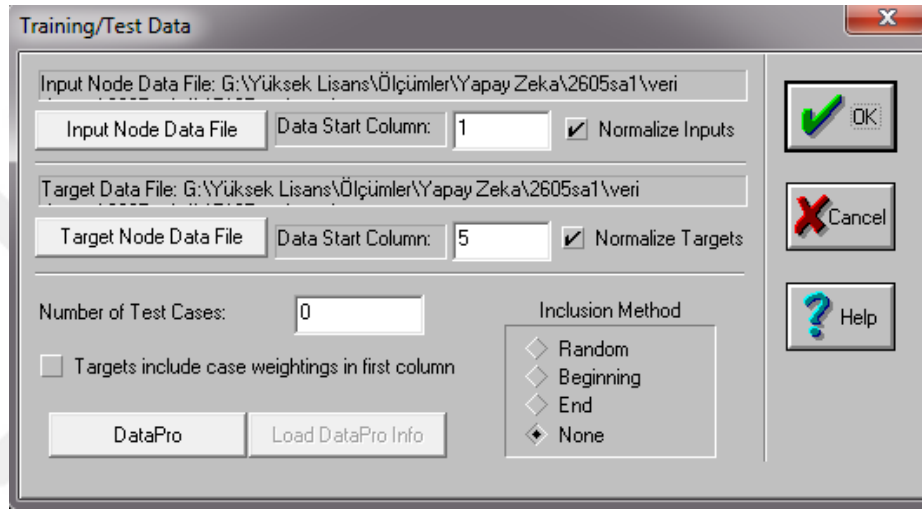 Training/Test Data
Input Node Data File: G:\Yüksek Lisans\Ölçümler\Yapay Zeka\2605sa1\veri
Input Node Data File Data Start Column: 1 Normalize Inputs
OK
Target Data File: G:\Yüksek Lisans\Ölçümler\Yapay Zeka\2605sa1\veri
Cancel
Target Node Data File Data Start Column: 5 Normalize Targets
Number of Test Cases: 0
Inclusion Method
Help
Random
Targets include case weightings in first column
Beginning
End
DataPro Load DataPro Info
None